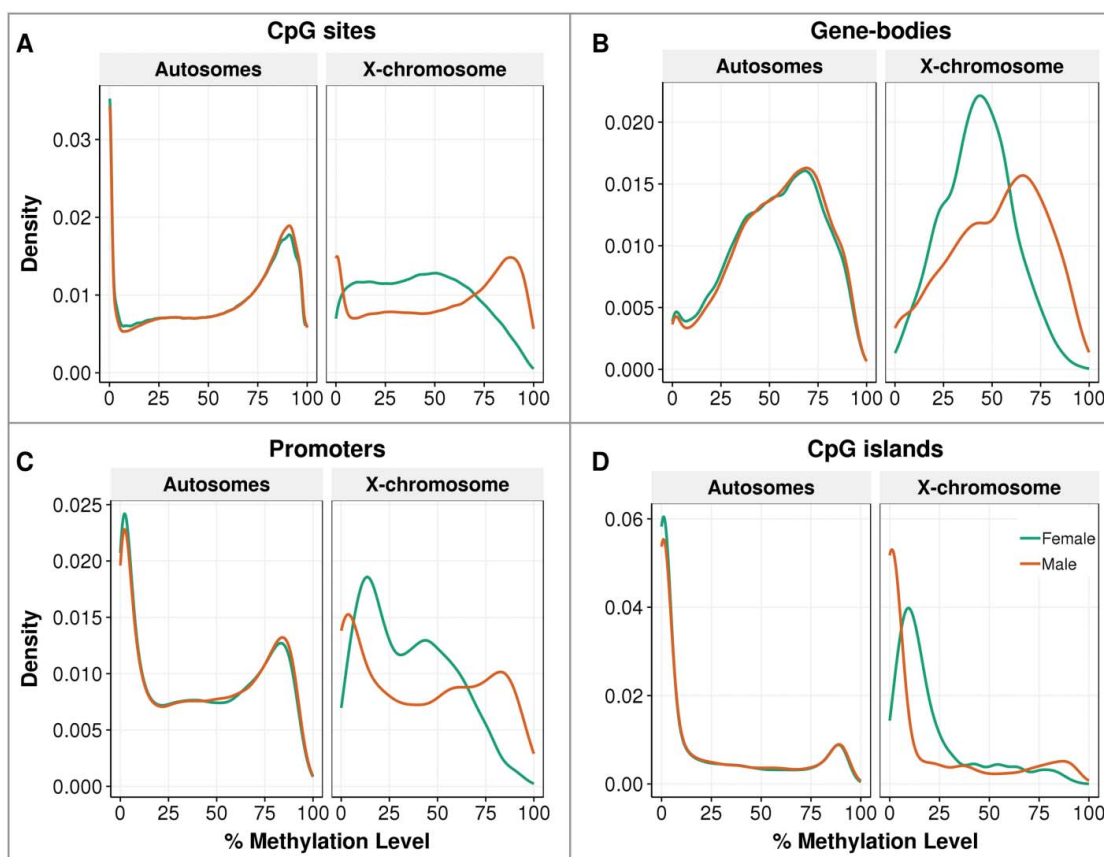 A
CpG sites
Autosomes
X-chromosome
Density
0.03
0.02
0.01
0.00
0 25 50 75 100
0 25 50 75 100
B
Gene-bodies
Autosomes
X-chromosome
0.020
0.015
0.010
0.005
0.000
0 25 50 75 100
0 25 50 75 100
C
Promoters
Autosomes
X-chromosome
Density
0.025
0.020
0.015
0.010
0.005
0.000
0 25 50 75 100
0 25 50 75 100
% Methylation Level
D
CpG islands
Autosomes
X-chromosome
0.06
0.04
0.02
0.00
Female
Male
0 25 50 75 100
0 25 50 75 100
% Methylation Level